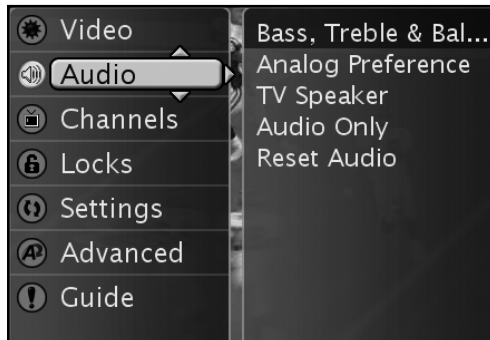 Video
Audio
Channels
Locks
Settings
Advanced
Guide
Bass, Treble & Bal...
Analog Preference
TV Speaker
Audio Only
Reset Audio